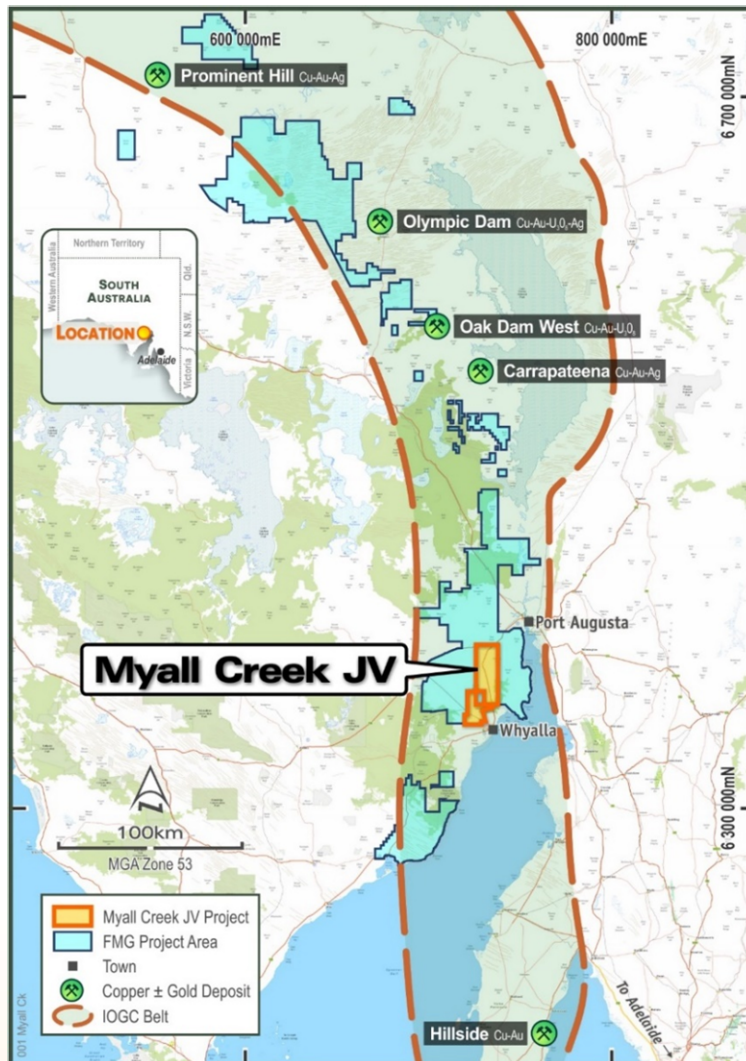 600 000mE
800 000mE
Prominent Hill Cu-Au-Ag
6 700 000mN
Olympic Dam Cu-Au-U₃O₈-Ag
Northern Territory
Western Australia
SOUTH
AUSTRALIA
Qld.
N.S.W.
LOCATION
Adelaide
Victoria
Oak Dam West Cu-Au-U₃O₈
Carrapateena Cu-Au-Ag
Port Augusta
Myall Creek JV
Whyalla
N
100km
MGA Zone 53
6 300 000mN
Myall Creek JV Project
FMG Project Area
Town
Copper ± Gold Deposit
IOGC Belt
001 Myall Ck
Hillside Cu-Au
To Adelaide